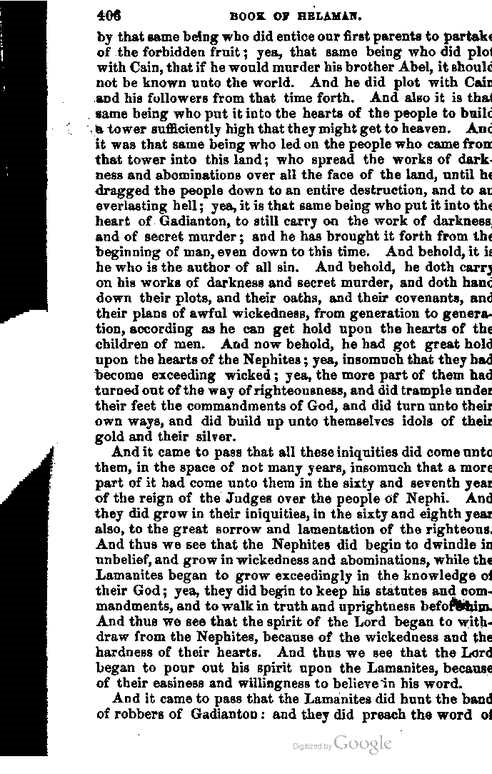 406 BOOK OF HELAMAN.
by that same being who did entice our first parents to partake
of the forbidden fruit; yea, that same being who did plot
with Cain, that if he would murder his brother Abel, it should
not be known unto the world. And he did plot with Cain
and his followers from that time forth. And also it is that
same being who put it into the hearts of the people to build
a tower sufficiently high that they might get to heaven. And
it was that same being who led on the people who came from
that tower into this land; who spread the works of dark-
ness and abominations over all the face of the land, until he
dragged the people down to an entire destruction, and to an
everlasting hell; yea, it is that same being who put it into the
heart of Gadianton, to still carry on the work of darkness,
and of secret murder; and he has brought it forth from the
beginning of man, even down to this time. And behold, it is
he who is the author of all sin. And behold, he doth carry
on his works of darkness and secret murder, and doth hand
down their plots, and their oaths, and their covenants, and
their plans of awful wickedness, from generation to genera-
tion, according as he can get hold upon the hearts of the
children of men. And now behold, he had got great hold
upon the hearts of the Nephites; yea, insomuch that they had
become exceeding wicked; yea, the more part of them had
turned out of the way of righteousness, and did trample under
their feet the commandments of God, and did turn unto their
own ways, and did build up unto themselves idols of their
gold and their silver.
And it came to pass that all these iniquities did come unto
them, in the space of not many years, insomuch that a more
part of it had come unto them in the sixty and seventh year
of the reign of the Judges over the people of Nephi. And
they did grow in their iniquities, in the sixty and eighth year
also, to the great sorrow and lamentation of the righteous.
And thus we see that the Nephites did begin to dwindle in
unbelief, and grow in wickedness and abominations, while the
Lamanites began to grow exceedingly in the knowledge of
their God; yea, they did begin to keep his statutes and com-
mandments, and to walk in truth and uprightness before him.
And thus we see that the spirit of the Lord began to with-
draw from the Nephites, because of the wickedness and the
hardness of their hearts. And thus we see that the Lord
began to pour out his spirit upon the Lamanites, because
of their easiness and willingness to believe in his word.
And it came to pass that the Lamanites did hunt the band
of robbers of Gadianton: and they did preach the word of
Digitized by Google